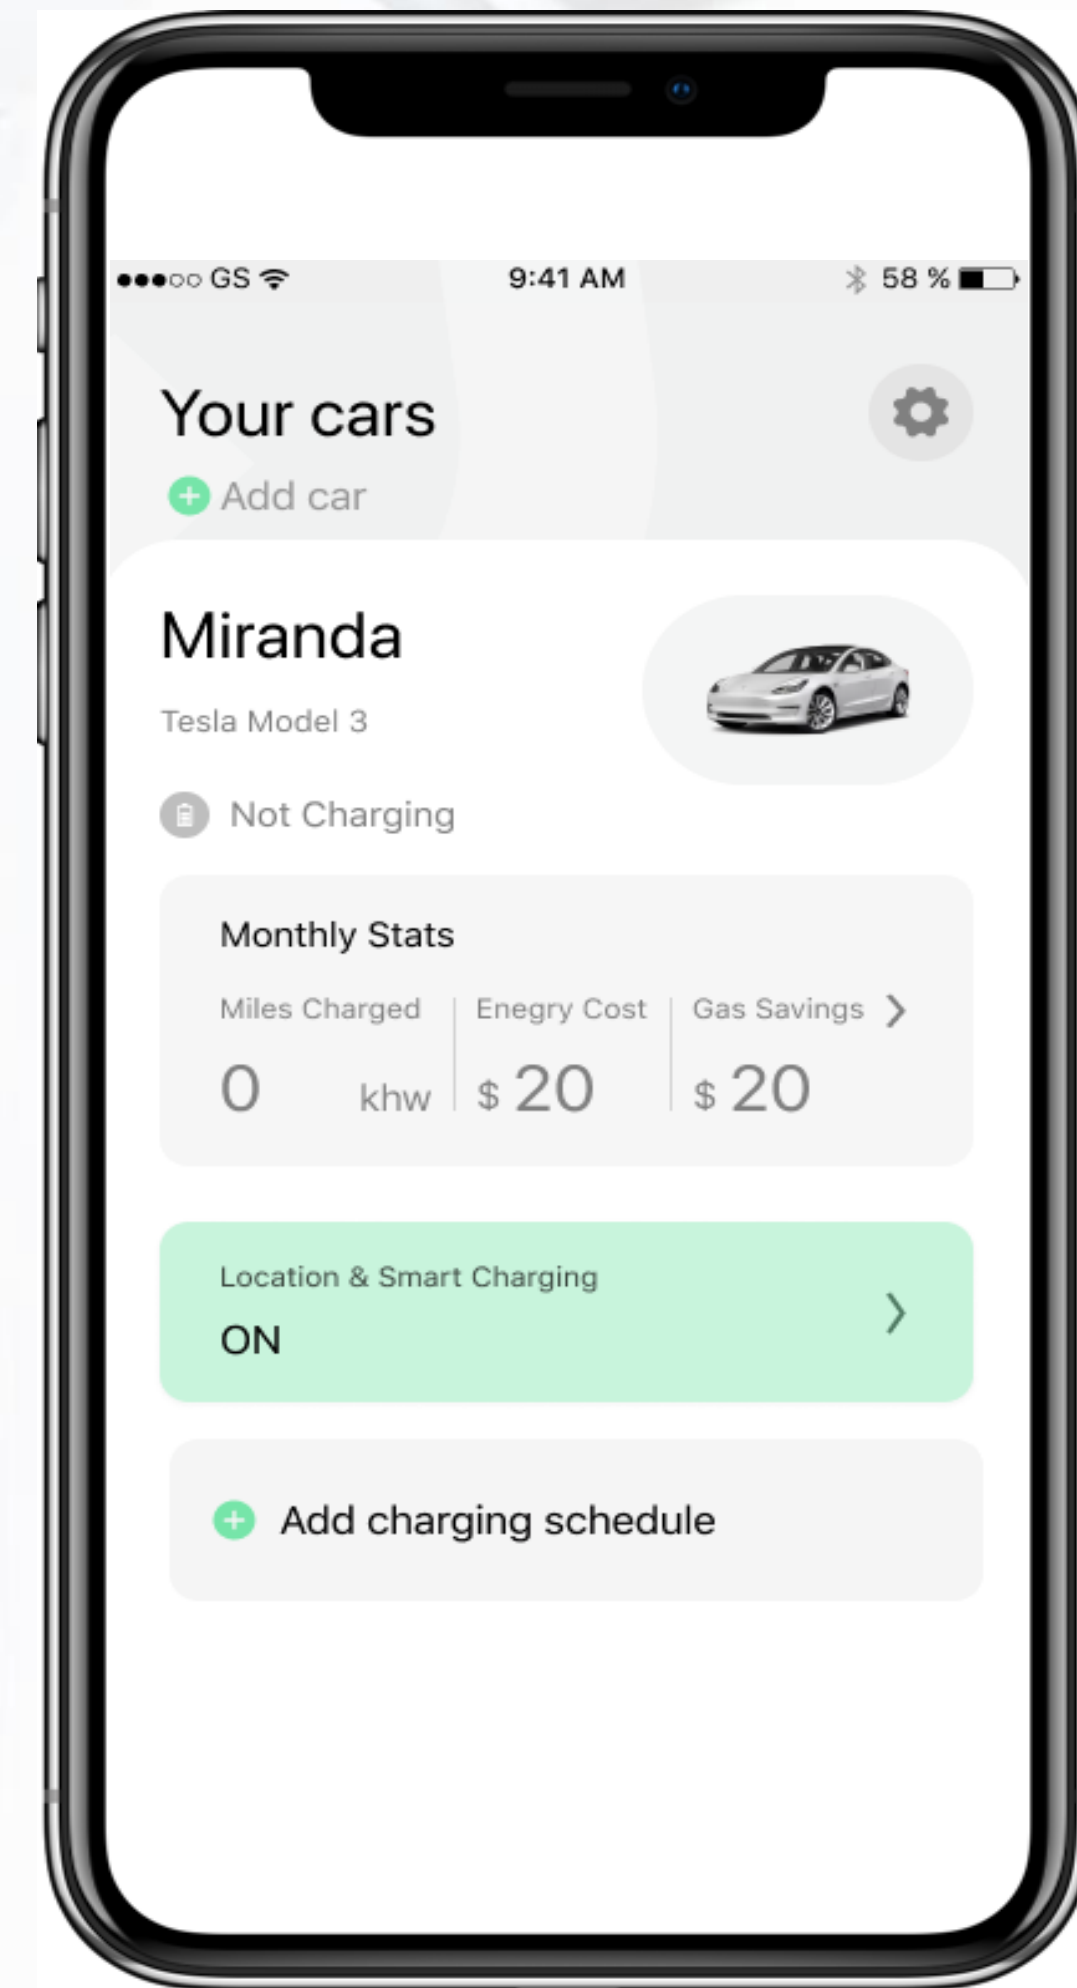 GS 9:41 AM 58 %
Your cars
Add car
Miranda
Tesla Model 3
Not Charging
Monthly Stats
Miles Charged Enegry Cost Gas Savings
0 khw $ 20 $ 20
Location & Smart Charging
ON
Add charging schedule